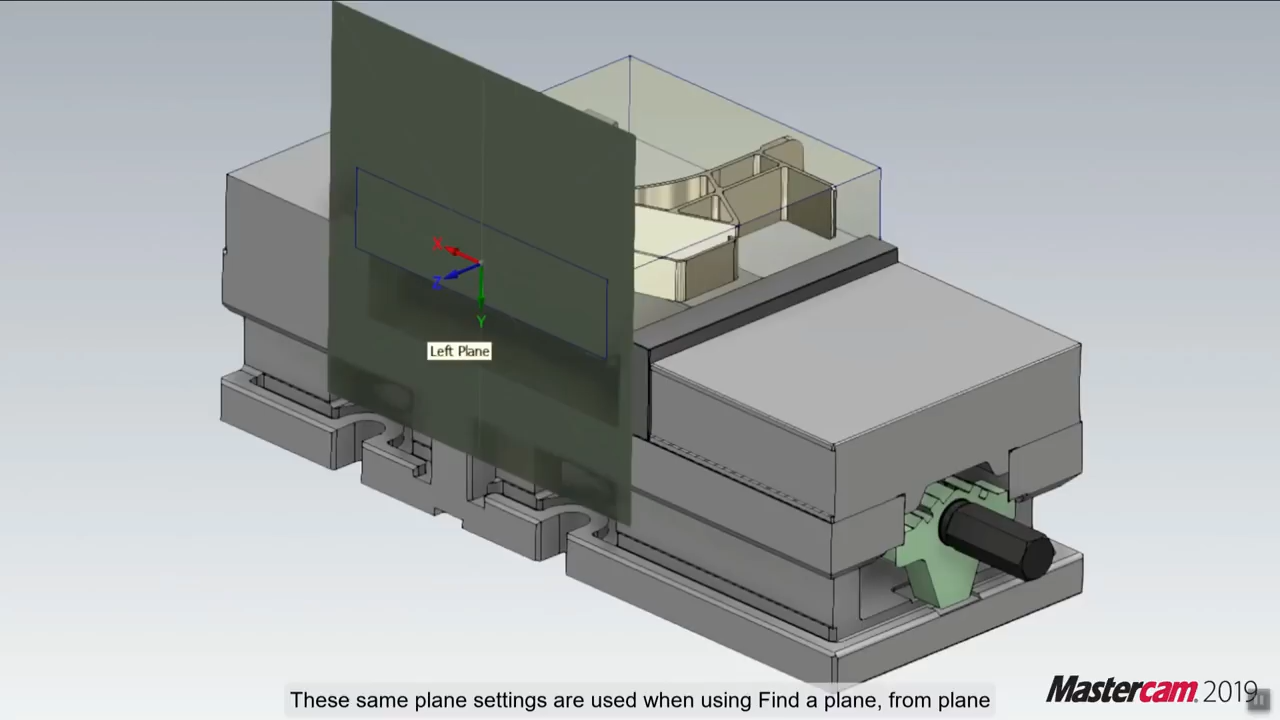 X
Z
Y
Left Plane
These same plane settings are used when using Find a plane, from plane
Mastercam. 2019